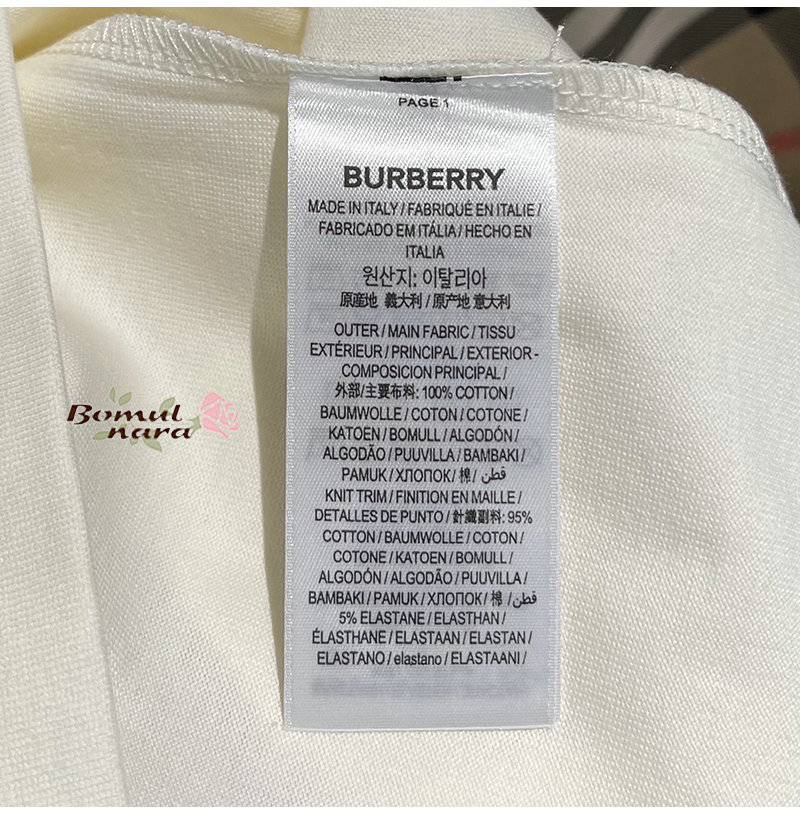 PAGE 1
BURBERRY
MADE IN ITALY / FABRIQUÉ EN ITALIE /
FABRICADO EM ITÁLIA / HECHO EN
ITALIA
원산지: 이탈리아
原産地 義大利 / 原产地 意大利
OUTER / MAIN FABRIC / TISSU
EXTÉRIEUR / PRINCIPAL / EXTERIOR -
COMPOSICION PRINCIPAL /
外部/主要布料: 100% COTTON /
BAUMWOLLE / COTON / COTONE /
KATOEN / BOMULL / ALGODÓN /
ALGODÃO / PUUVILLA / BAMBAKI /
PAMUK / ХЛОПОК / 棉 / قطن /
KNIT TRIM / FINITION EN MAILLE /
DETALLES DE PUNTO / 針織副料: 95%
COTTON / BAUMWOLLE / COTON /
COTONE / KATOEN / BOMULL /
ALGODÓN / ALGODÃO / PUUVILLA /
BAMBAKI / PAMUK / ХЛОПОК / 棉 / قطن /
5% ELASTANE / ELASTHAN /
ÉLASTHANE / ELASTAAN / ELASTAN /
ELASTANO / elastano / ELASTAANI /
Bomul
nara